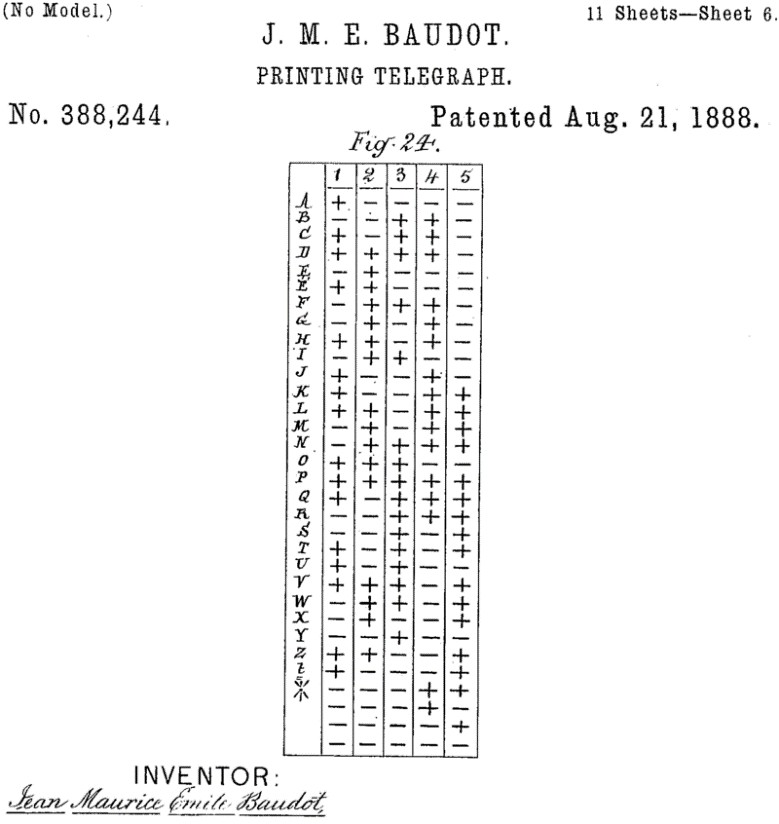 (No Model.)
11 Sheets—Sheet 6.
J. M. E. BAUDOT.
PRINTING TELEGRAPH.
No. 388,244.
Patented Aug. 21, 1888.
Fig. 24.
1 2 3 4 5
A + − − − −
B − − + + −
C + − + + −
D + + + + −
E − + − − −
É + + − − −
F − + + + −
G − + − + −
H + + − + −
I − + + − −
J + − − + −
K + − − + +
L + + − + +
M − + − + +
N − + + + +
O + + + − −
P + + + + +
Q + − + + +
R − − + + +
S − − + − +
T + − + − +
U + − + − −
V + + + − +
W − + + − +
X − + − − +
Y − − + − −
Z + + − − +
t + − − − +
− − − + +
− − − + −
− − − − +
− − − − −
INVENTOR:
Jean Maurice Émile Baudot,